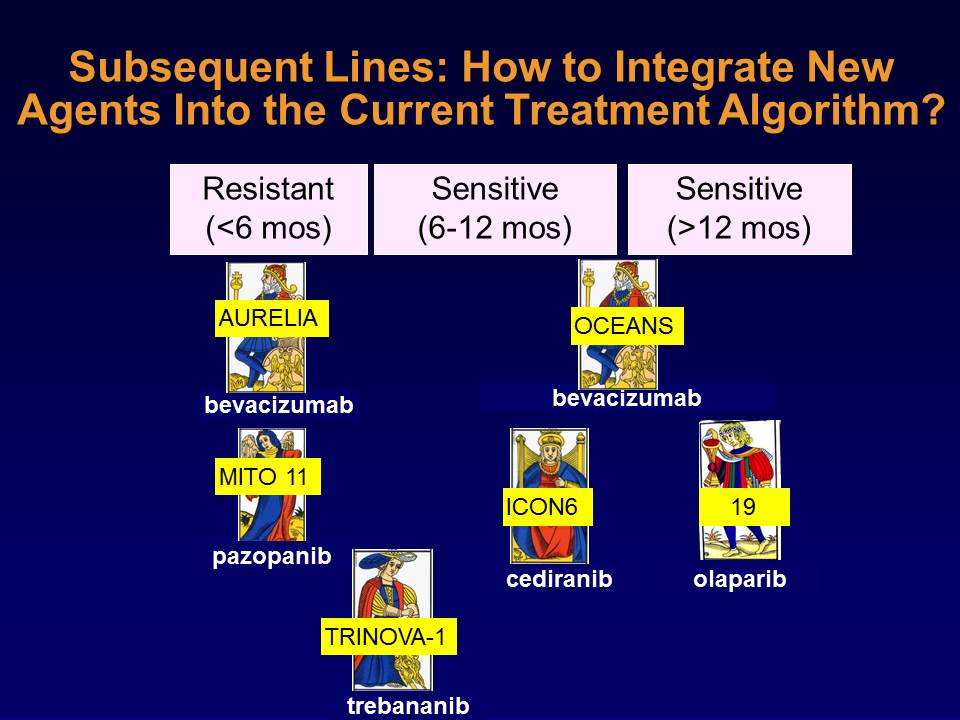 Subsequent Lines: How to Integrate New
Agents Into the Current Treatment Algorithm?
Resistant
(<6 mos)
Sensitive
(6-12 mos)
Sensitive
(>12 mos)
AURELIA
bevacizumab
OCEANS
bevacizumab
MITO 11
pazopanib
ICON6
cediranib
19
olaparib
TRINOVA-1
trebananib